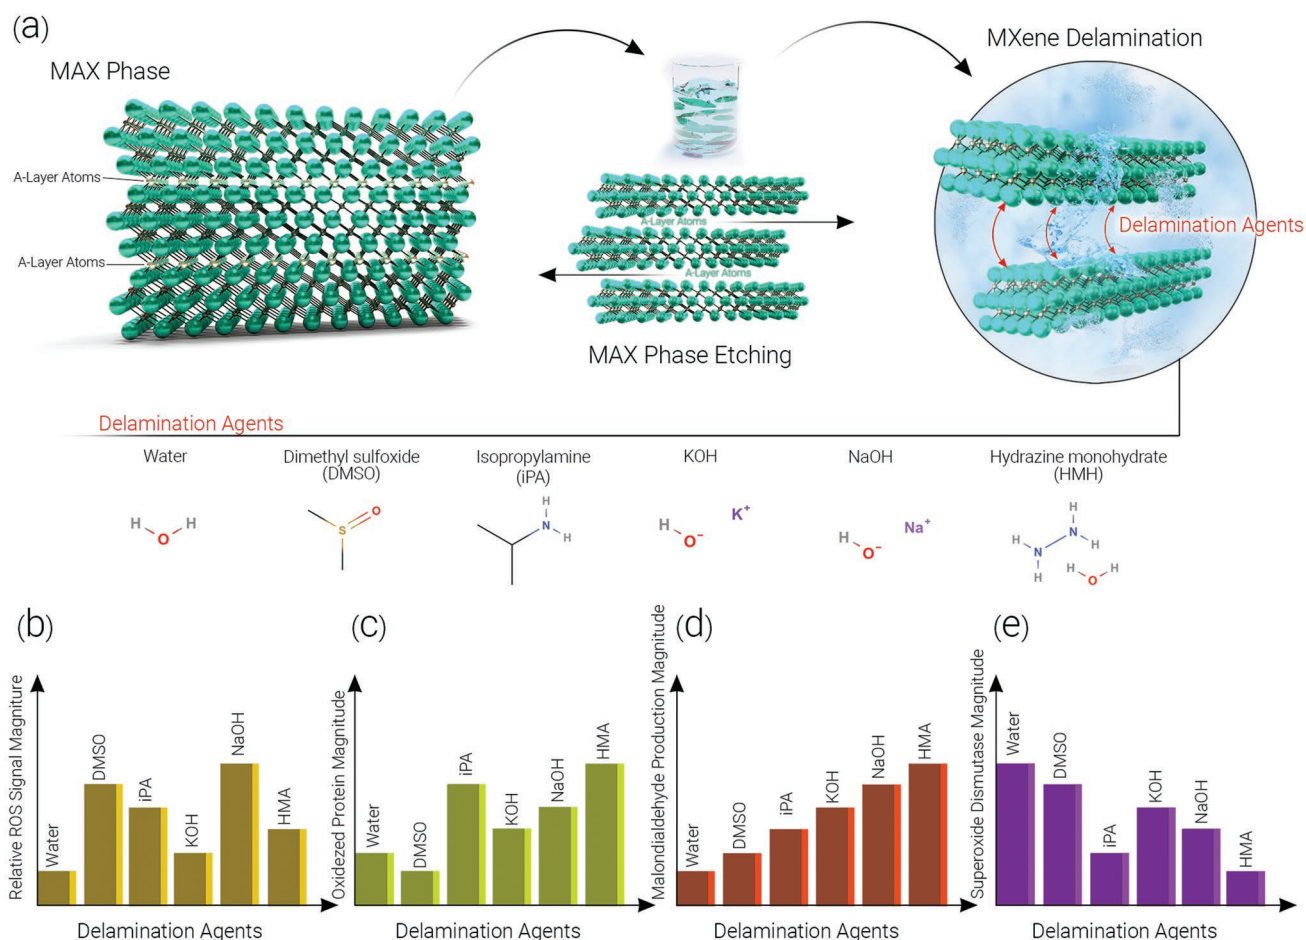 (a)
MAX Phase
MXene Delamination
A-Layer Atoms
A-Layer Atoms
A-Layer Atoms
A-Layer Atoms
Delamination Agents
MAX Phase Etching
Delamination Agents
Water
Dimethyl sulfoxide
(DMSO)
Isopropylamine
(iPA)
KOH
NaOH
Hydrazine monohydrate
(HMH)
H O H
S O
H N H
H O⁻ K⁺
H O⁻ Na⁺
H N H N H H
H O H
(b)
Relative ROS Signal Magniture
Water
DMSO
iPA
KOH
NaOH
HMA
Delamination Agents
(c)
Oxidezed Protein Magnitude
Water
DMSO
iPA
KOH
NaOH
HMA
Delamination Agents
(d)
Malondialdehyde Production Magnitude
Water
DMSO
iPA
KOH
NaOH
HMA
Delamination Agents
(e)
Superoxide Dismutase Magnitude
Water
DMSO
iPA
KOH
NaOH
HMA
Delamination Agents